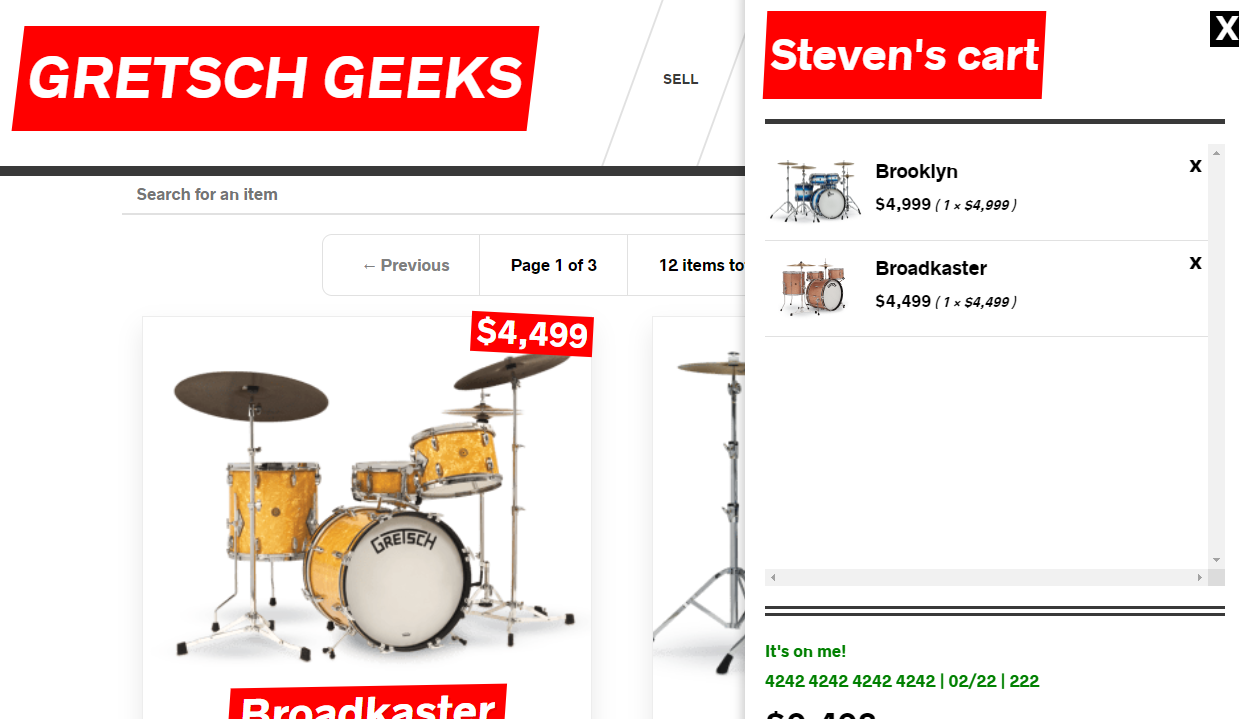 GRETSCH GEEKS
SELL
Search for an item
← Previous
Page 1 of 3
12 items to
$4,499
GRETSCH
Broadkaster
Steven's cart
X
Brooklyn
X
$4,999 ( 1 × $4,999 )
Broadkaster
X
$4,499 ( 1 × $4,499 )
It's on me!
4242 4242 4242 4242 | 02/22 | 222